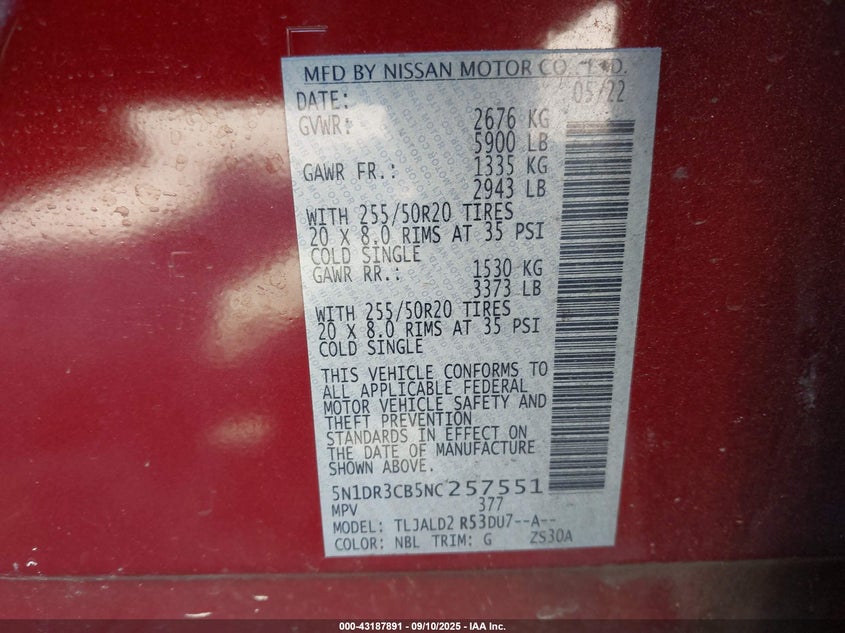 MFD BY NISSAN MOTOR CO., LTD.
DATE: 05/22
GVWR: 2676 KG
5900 LB
GAWR FR.: 1335 KG
2943 LB
WITH 255/50R20 TIRES
20 X 8.0 RIMS AT 35 PSI
COLD SINGLE
GAWR RR.: 1530 KG
3373 LB
WITH 255/50R20 TIRES
20 X 8.0 RIMS AT 35 PSI
COLD SINGLE
THIS VEHICLE CONFORMS TO
ALL APPLICABLE FEDERAL
MOTOR VEHICLE SAFETY AND
THEFT PREVENTION
STANDARDS IN EFFECT ON
THE DATE OF MANUFACTURE
SHOWN ABOVE.
5N1DR3CB5NC257551
MPV 377
MODEL: TLJALD2 R53DU7--A--
COLOR: NBL TRIM: G ZS30A
000-43187891 - 09/10/2025 - IAA Inc.